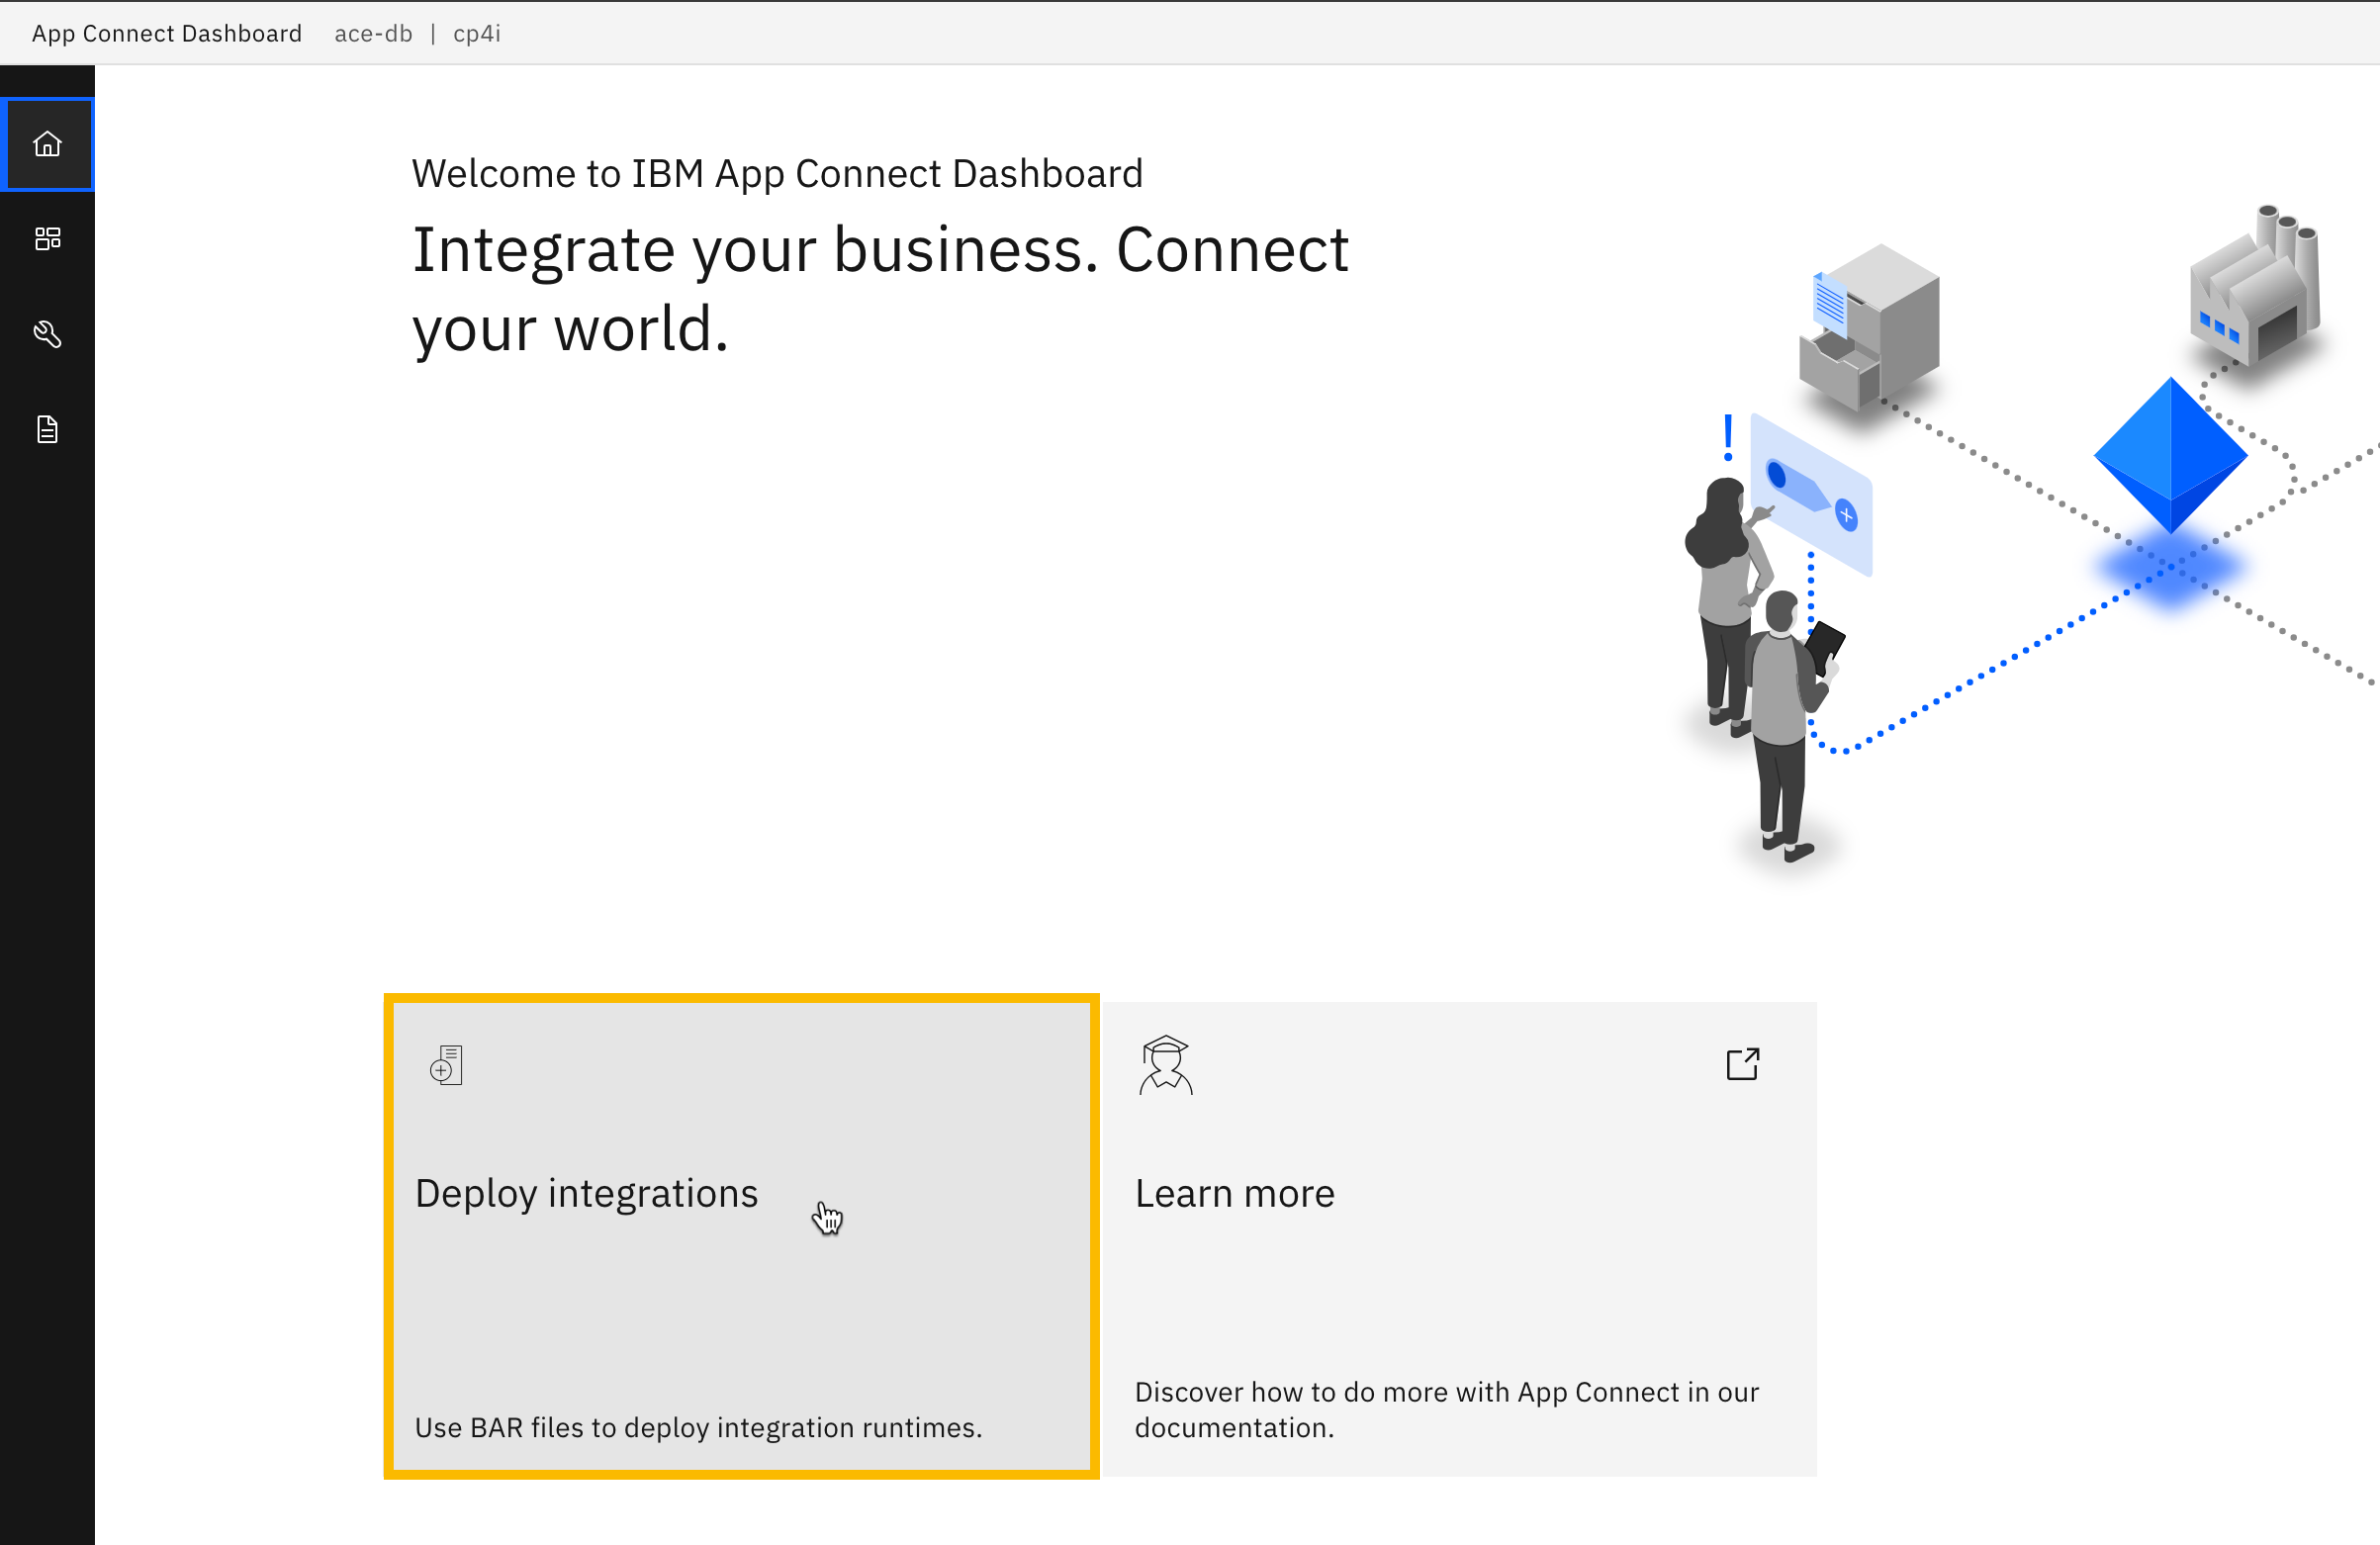 App Connect Dashboard ace-db | cp4i
Welcome to IBM App Connect Dashboard
Integrate your business. Connect
your world.
!
Deploy integrations
Use BAR files to deploy integration runtimes.
Learn more
Discover how to do more with App Connect in our
documentation.